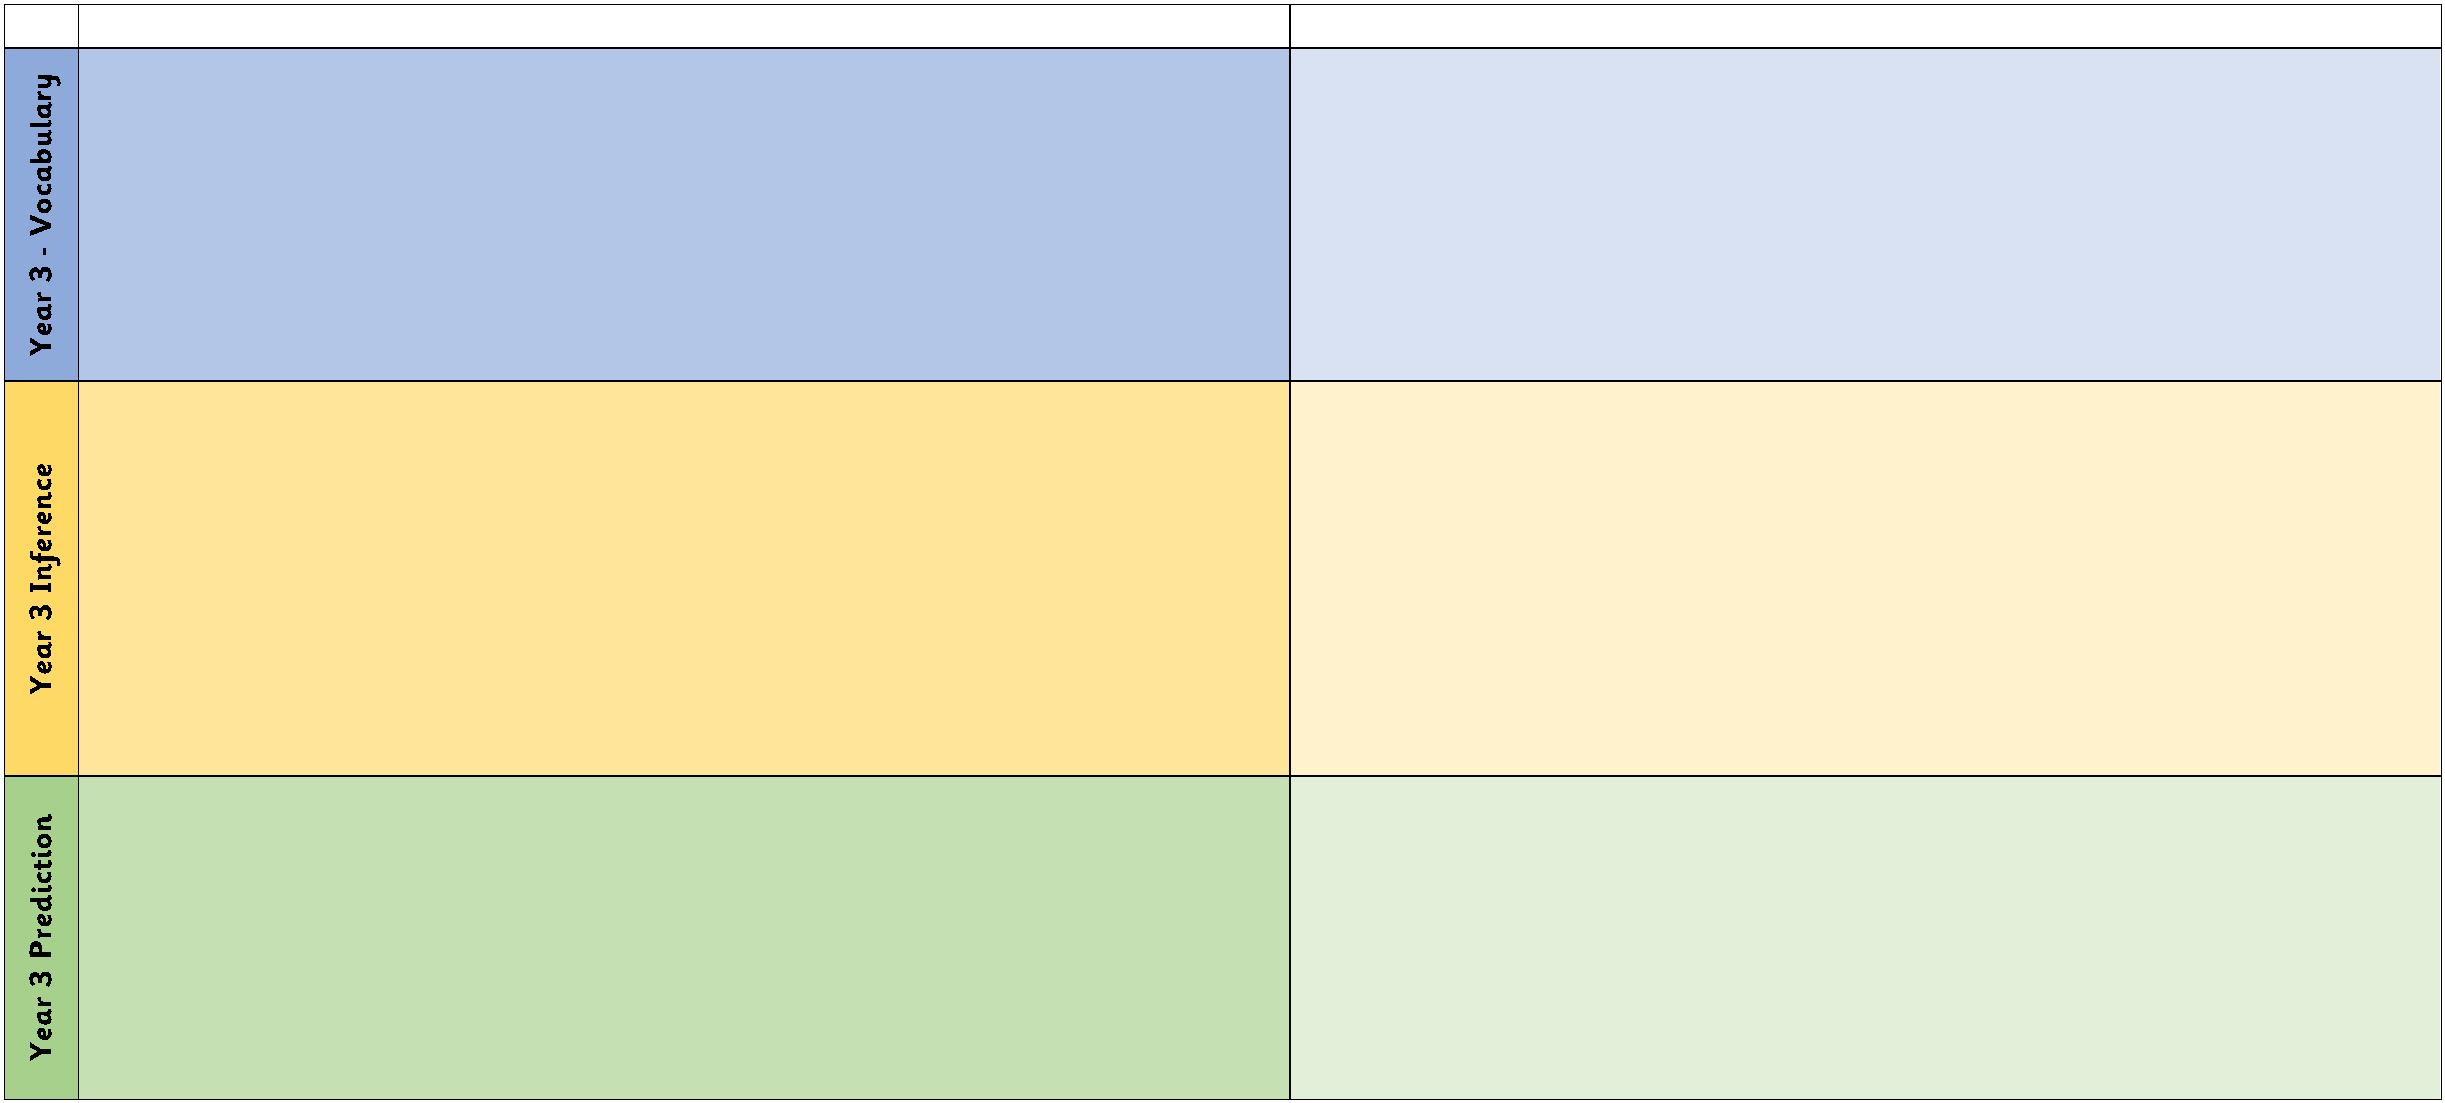 Year 3 - Vocabulary
Year 3 Inference
Year 3 Prediction